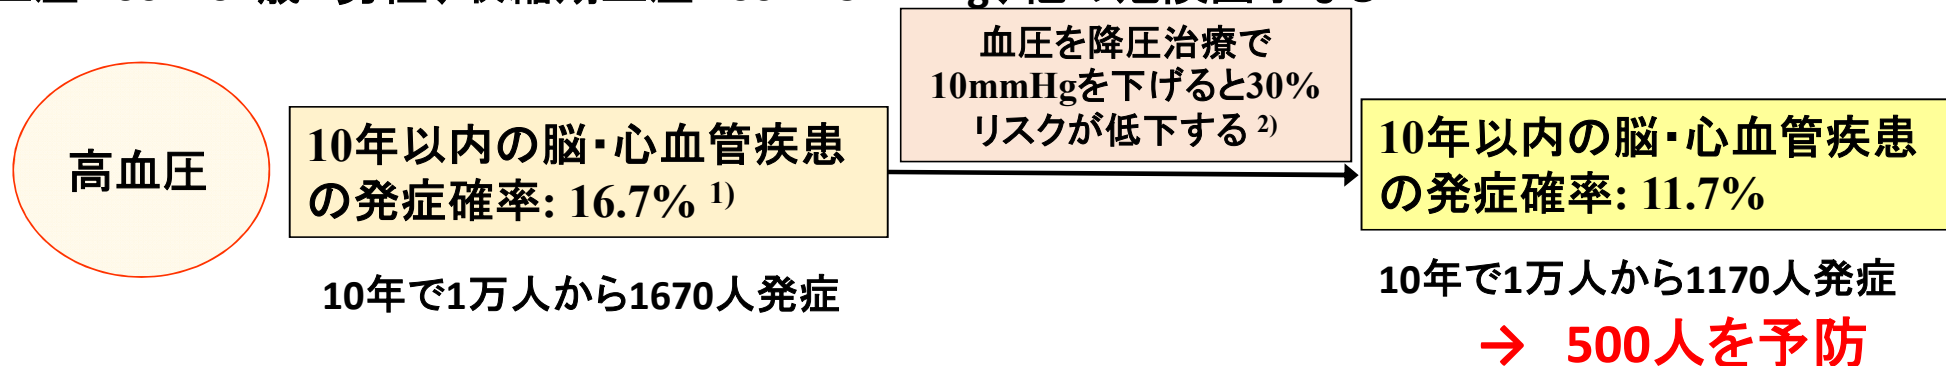 高血圧
10年以内の脳・心血管疾患
の発症確率: 16.7% 1)
10年で1万人から1670人発症
血圧を降圧治療で
10mmHgを下げると30%
リスクが低下する 2)
10年以内の脳・心血管疾患
の発症確率: 11.7%
10年で1万人から1170人発症
→ 500人を予防